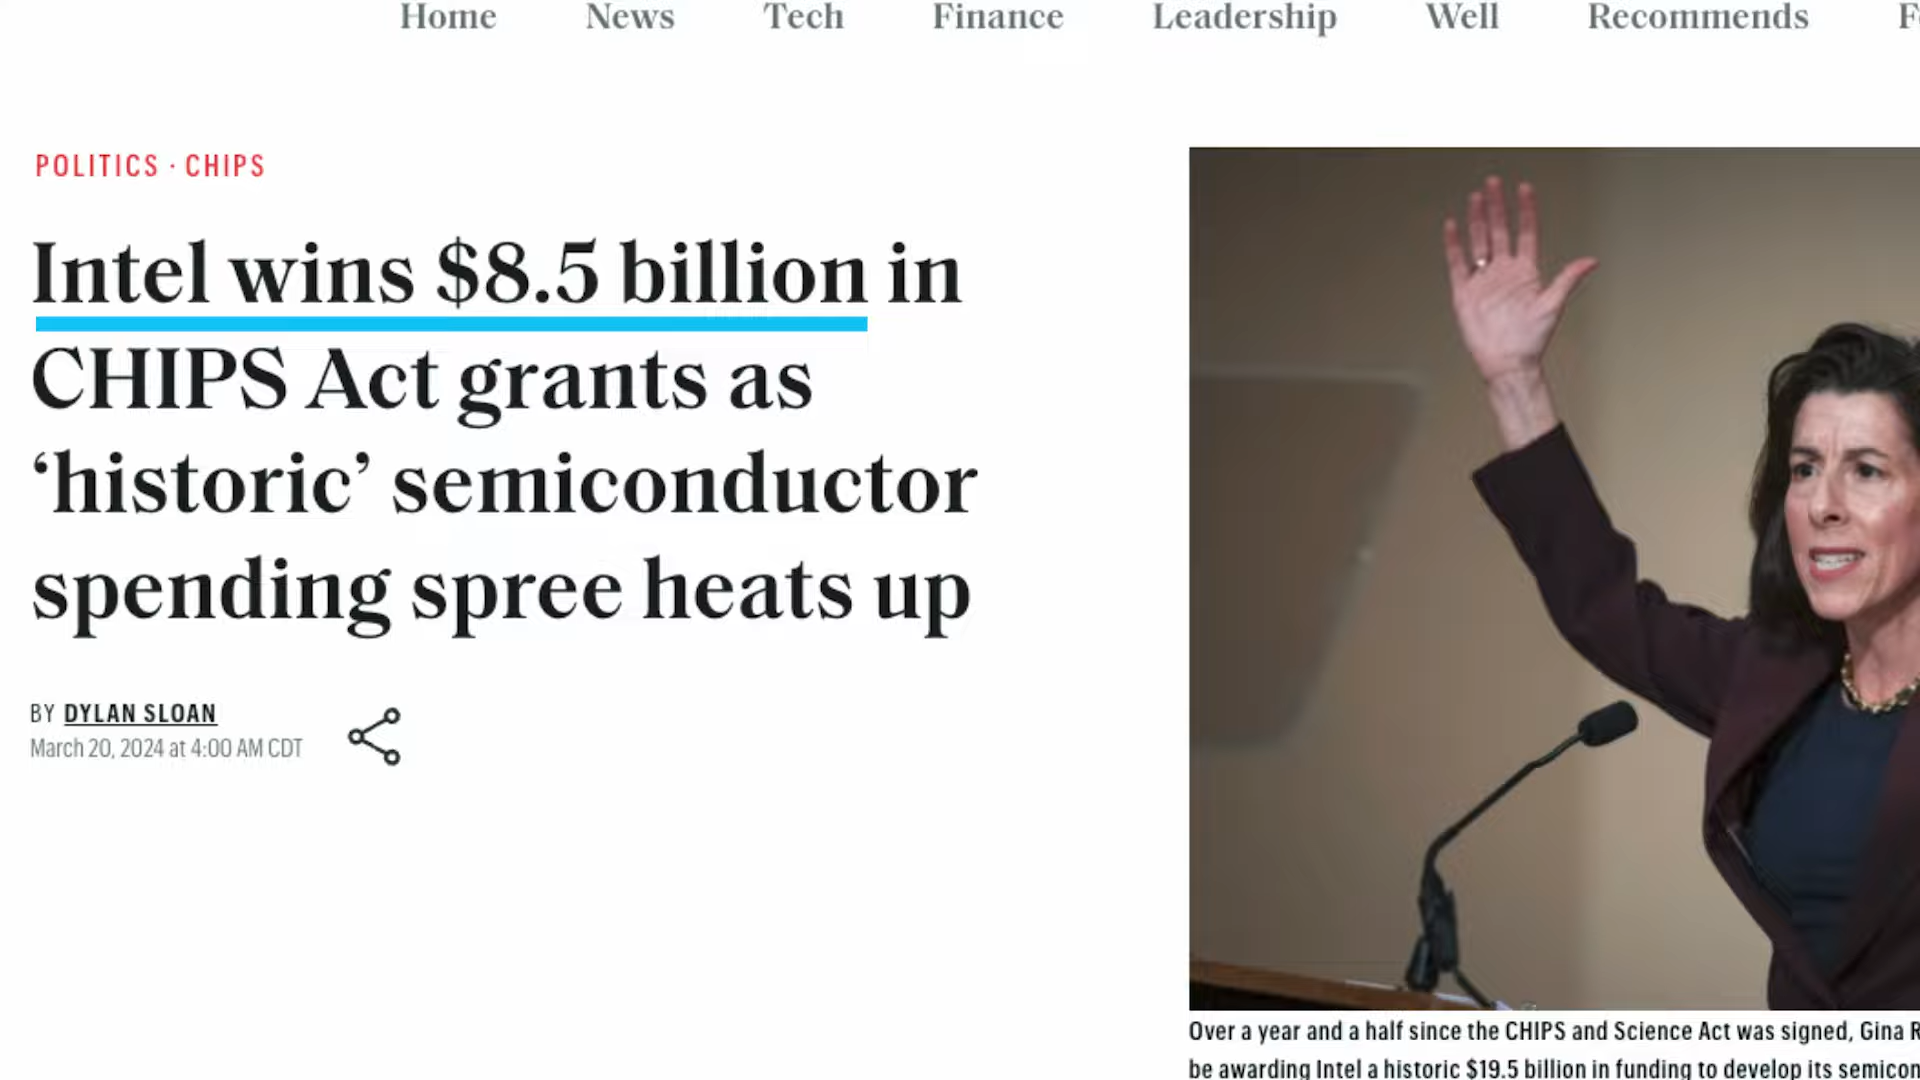 Home News Tech Finance Leadership Well Recommends
POLITICS · CHIPS
Intel wins $8.5 billion in
CHIPS Act grants as
‘historic’ semiconductor
spending spree heats up
BY DYLAN SLOAN
March 20, 2024 at 4:00 AM CDT
Over a year and a half since the CHIPS and Science Act was signed, Gina
be awarding Intel a historic $19.5 billion in funding to develop its